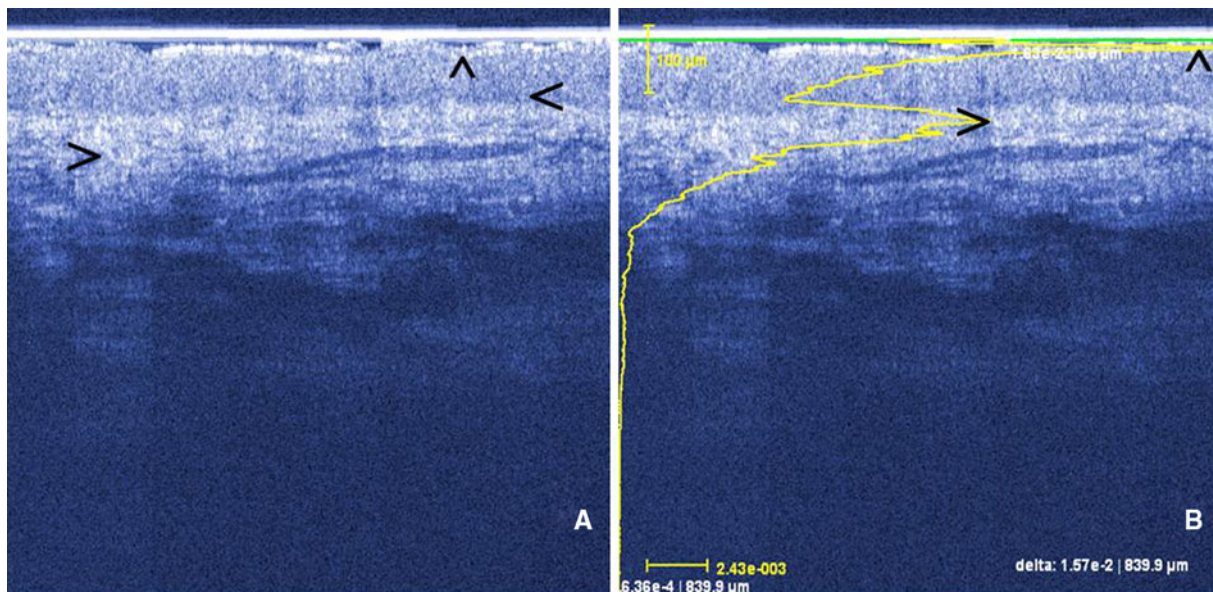 100 µm
A
2.43e-003
6.36e-4 | 839.9 µm
delta: 1.57e-2 | 839.9 µm
B